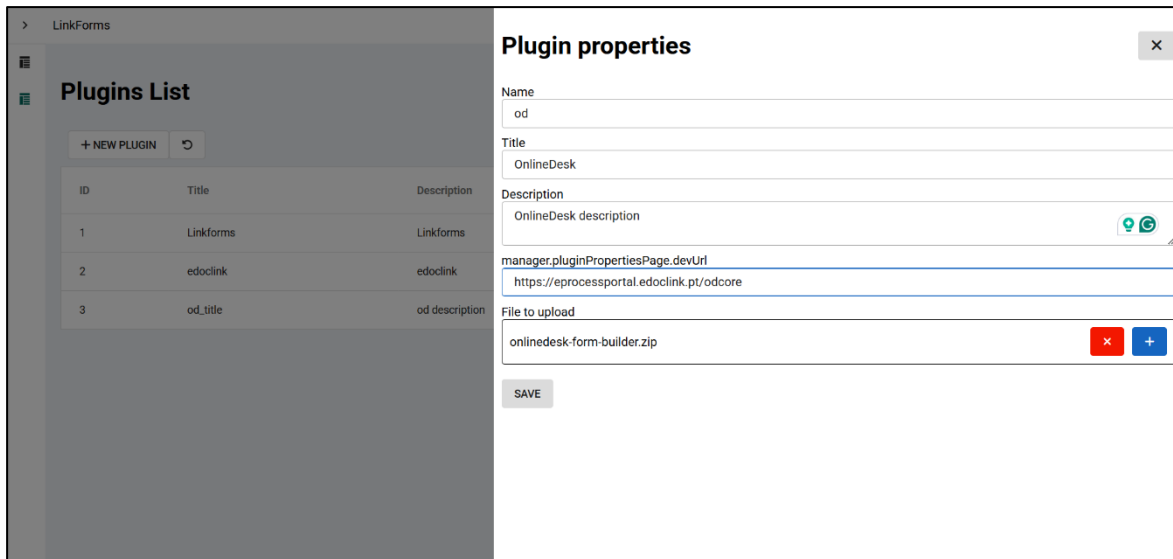 LinkForms
Plugins List
+ NEW PLUGIN
ID Title Description
1 Linkforms Linkforms
2 edoclink edoclink
3 od_title od description
Plugin properties
Name
od
Title
OnlineDesk
Description
OnlineDesk description
manager.pluginPropertiesPage.devUrl
https://eprocessportal.edoclink.pt/odcore
File to upload
onlinedesk-form-builder.zip
SAVE